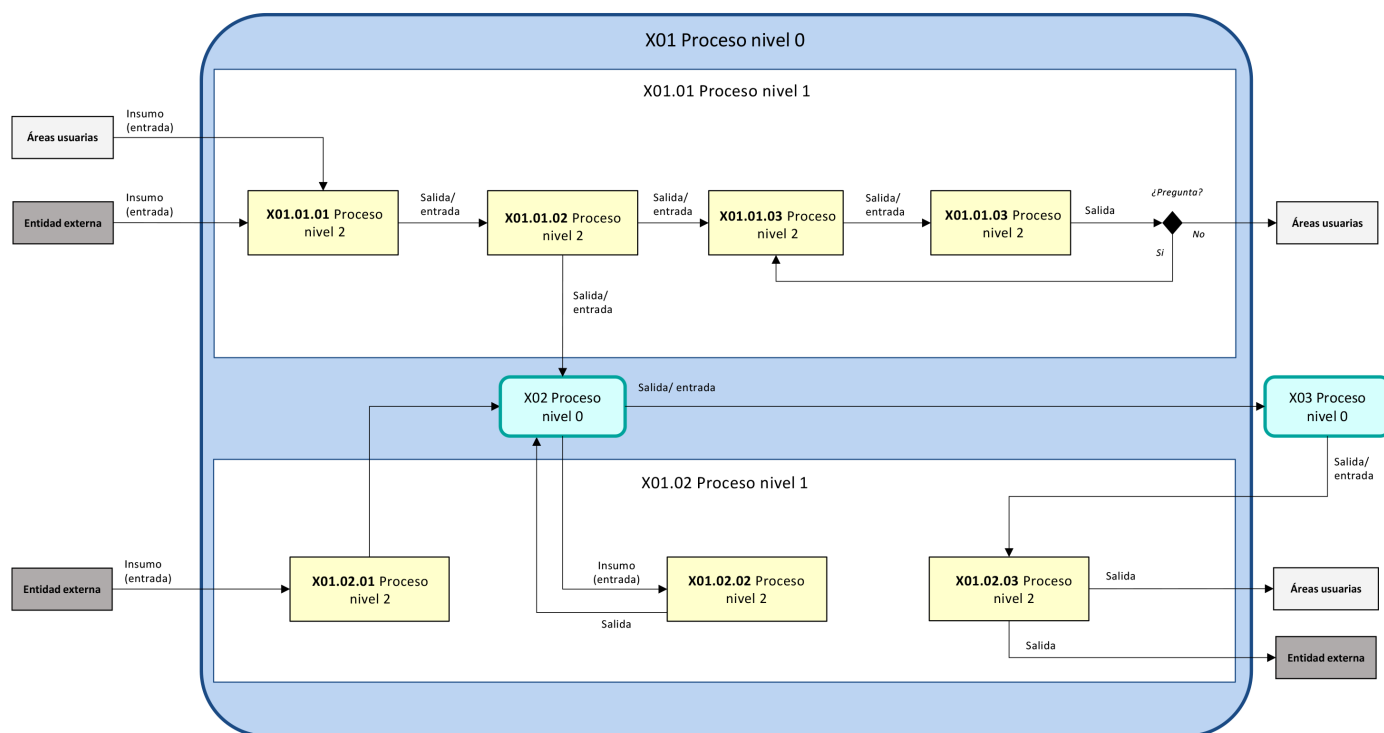 X01 Proceso nivel 0
X01.01 Proceso nivel 1
Insumo
(entrada)
Áreas usuarias
Insumo
(entrada)
Entidad externa
X01.01.01 Proceso
nivel 2
Salida/
entrada
X01.01.02 Proceso
nivel 2
Salida/
entrada
X01.01.03 Proceso
nivel 2
Salida/
entrada
X01.01.03 Proceso
nivel 2
Salida
¿Pregunta?
No
Si
Áreas usuarias
Salida/
entrada
X02 Proceso
nivel 0
Salida/ entrada
X03 Proceso
nivel 0
Salida/
entrada
X01.02 Proceso nivel 1
Entidad externa
Insumo
(entrada)
X01.02.01 Proceso
nivel 2
Insumo
(entrada)
Salida
X01.02.02 Proceso
nivel 2
X01.02.03 Proceso
nivel 2
Salida
Áreas usuarias
Salida
Entidad externa